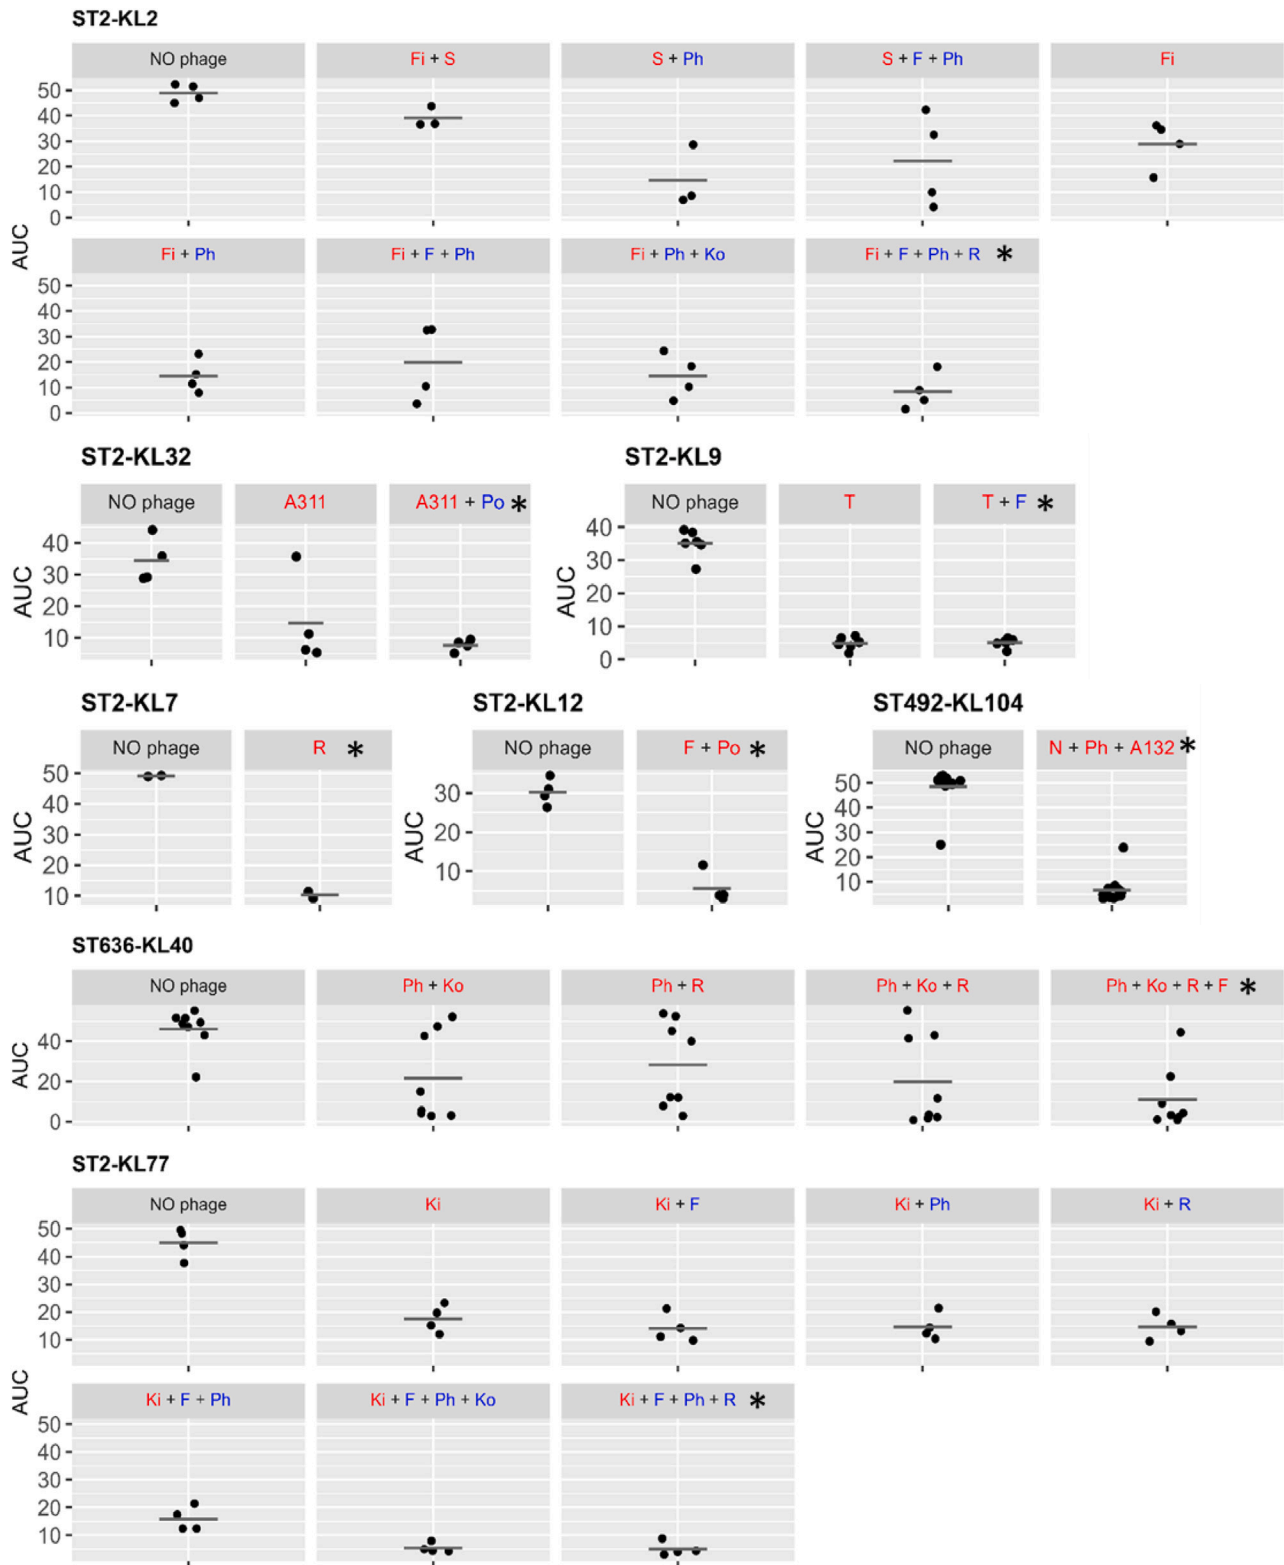 ST2-KL2
NO phage Fi + S S + Ph S + F + Ph Fi
50
40
30
20
10
0
AUC
Fi + Ph Fi + F + Ph Fi + Ph + Ko Fi + F + Ph + R *
50
40
30
20
10
0
ST2-KL32
NO phage A311 A311 + Po *
40
30
20
10
AUC
ST2-KL9
NO phage T T + F *
40
30
20
10
0
AUC
ST2-KL7
NO phage R *
50
40
30
20
10
AUC
ST2-KL12
NO phage F + Po *
30
20
10
AUC
ST492-KL104
NO phage N + Ph + A132 *
50
40
30
20
10
AUC
ST636-KL40
NO phage Ph + Ko Ph + R Ph + Ko + R Ph + Ko + R + F *
40
20
0
AUC
ST2-KL77
NO phage Ki Ki + F Ki + Ph Ki + R
50
40
30
20
10
AUC
Ki + F + Ph Ki + F + Ph + Ko Ki + F + Ph + R *
50
40
30
20
10